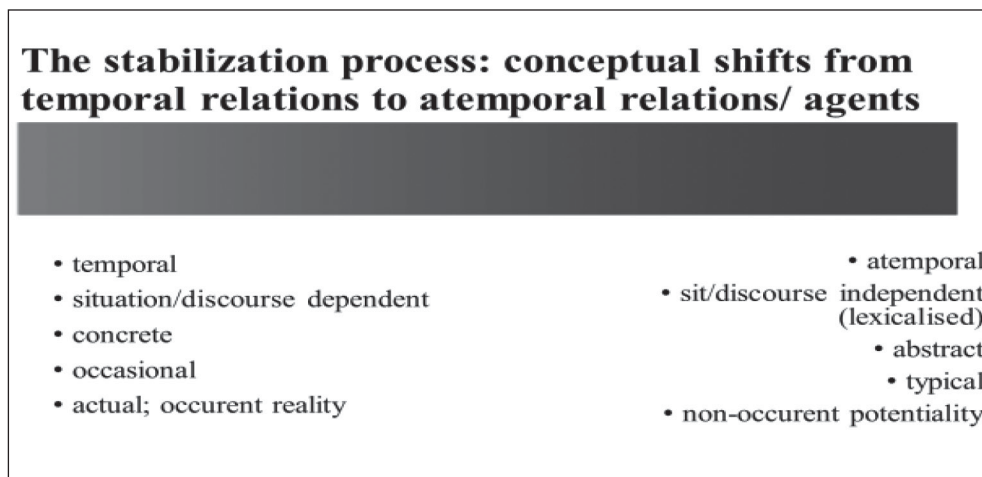 The stabilization process: conceptual shifts from
temporal relations to atemporal relations/ agents
• temporal
• situation/discourse dependent
• concrete
• occasional
• actual; occurent reality
• atemporal
• sit/discourse independent
(lexicalised)
• abstract
• typical
• non-occurent potentiality